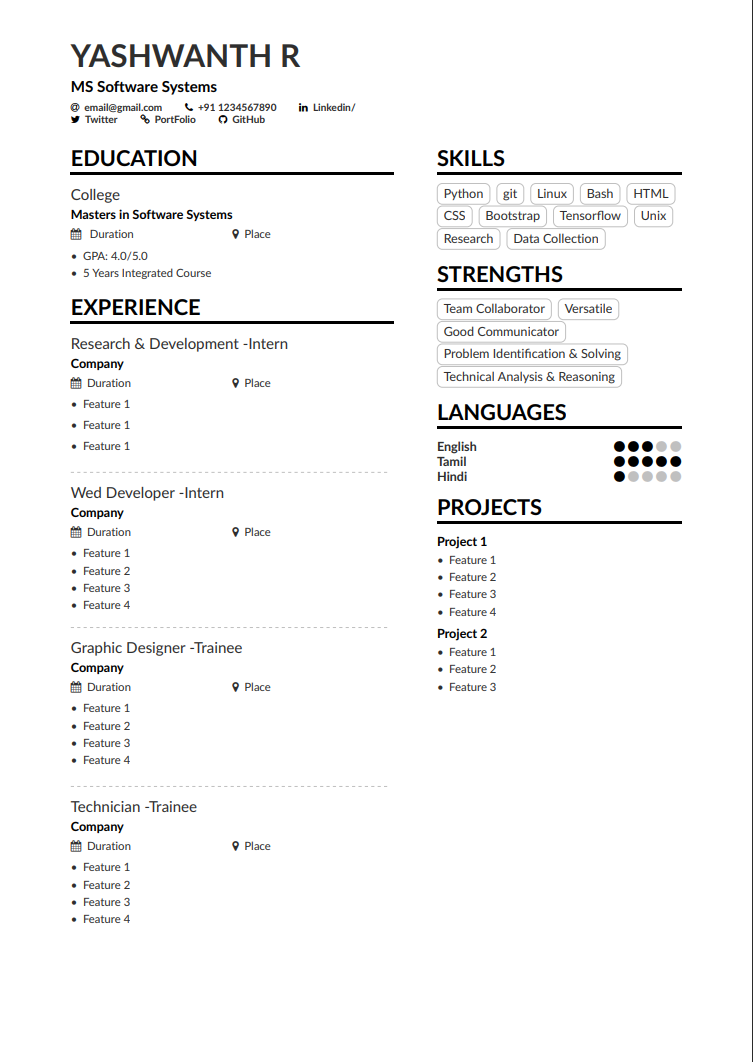 YASHWANTH R
MS Software Systems
email@gmail.com +91 1234567890 Linkedin/
Twitter PortFolio GitHub
EDUCATION
College
Masters in Software Systems
Duration Place
• GPA: 4.0/5.0
• 5 Years Integrated Course
EXPERIENCE
Research & Development -Intern
Company
Duration Place
• Feature 1
• Feature 1
• Feature 1
Wed Developer -Intern
Company
Duration Place
• Feature 1
• Feature 2
• Feature 3
• Feature 4
Graphic Designer -Trainee
Company
Duration Place
• Feature 1
• Feature 2
• Feature 3
• Feature 4
Technician -Trainee
Company
Duration Place
• Feature 1
• Feature 2
• Feature 3
• Feature 4
SKILLS
Python git Linux Bash HTML
CSS Bootstrap Tensorflow Unix
Research Data Collection
STRENGTHS
Team Collaborator Versatile
Good Communicator
Problem Identification & Solving
Technical Analysis & Reasoning
LANGUAGES
English
Tamil
Hindi
PROJECTS
Project 1
• Feature 1
• Feature 2
• Feature 3
• Feature 4
Project 2
• Feature 1
• Feature 2
• Feature 3